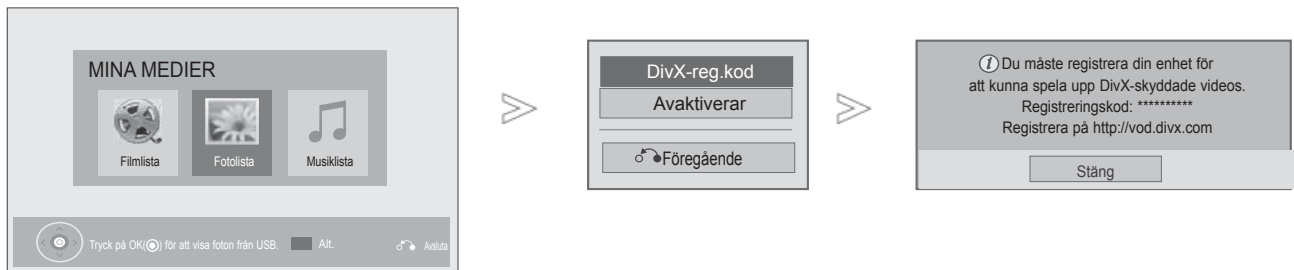 MINA MEDIER
Filmlista
Fotolista
Musiklista
Tryck på OK(◉) för att visa foton från USB.
Alt.
Avsluta
DivX-reg.kod
Avaktiverar
Föregående
Du måste registrera din enhet för
att kunna spela upp DivX-skyddade videos.
Registreringskod: **********
Registrera på http://vod.divx.com
Stäng